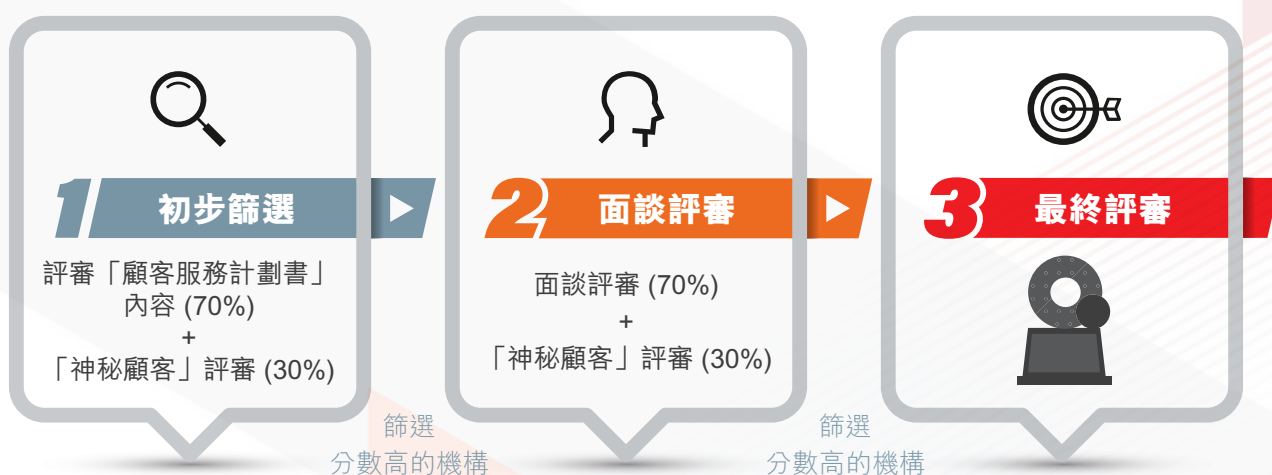 1 初步篩選
評審「顧客服務計劃書」
內容 (70%)
+
「神秘顧客」評審 (30%)
篩選
分數高的機構
2 面談評審
面談評審 (70%)
+
「神秘顧客」評審 (30%)
篩選
分數高的機構
3 最終評審